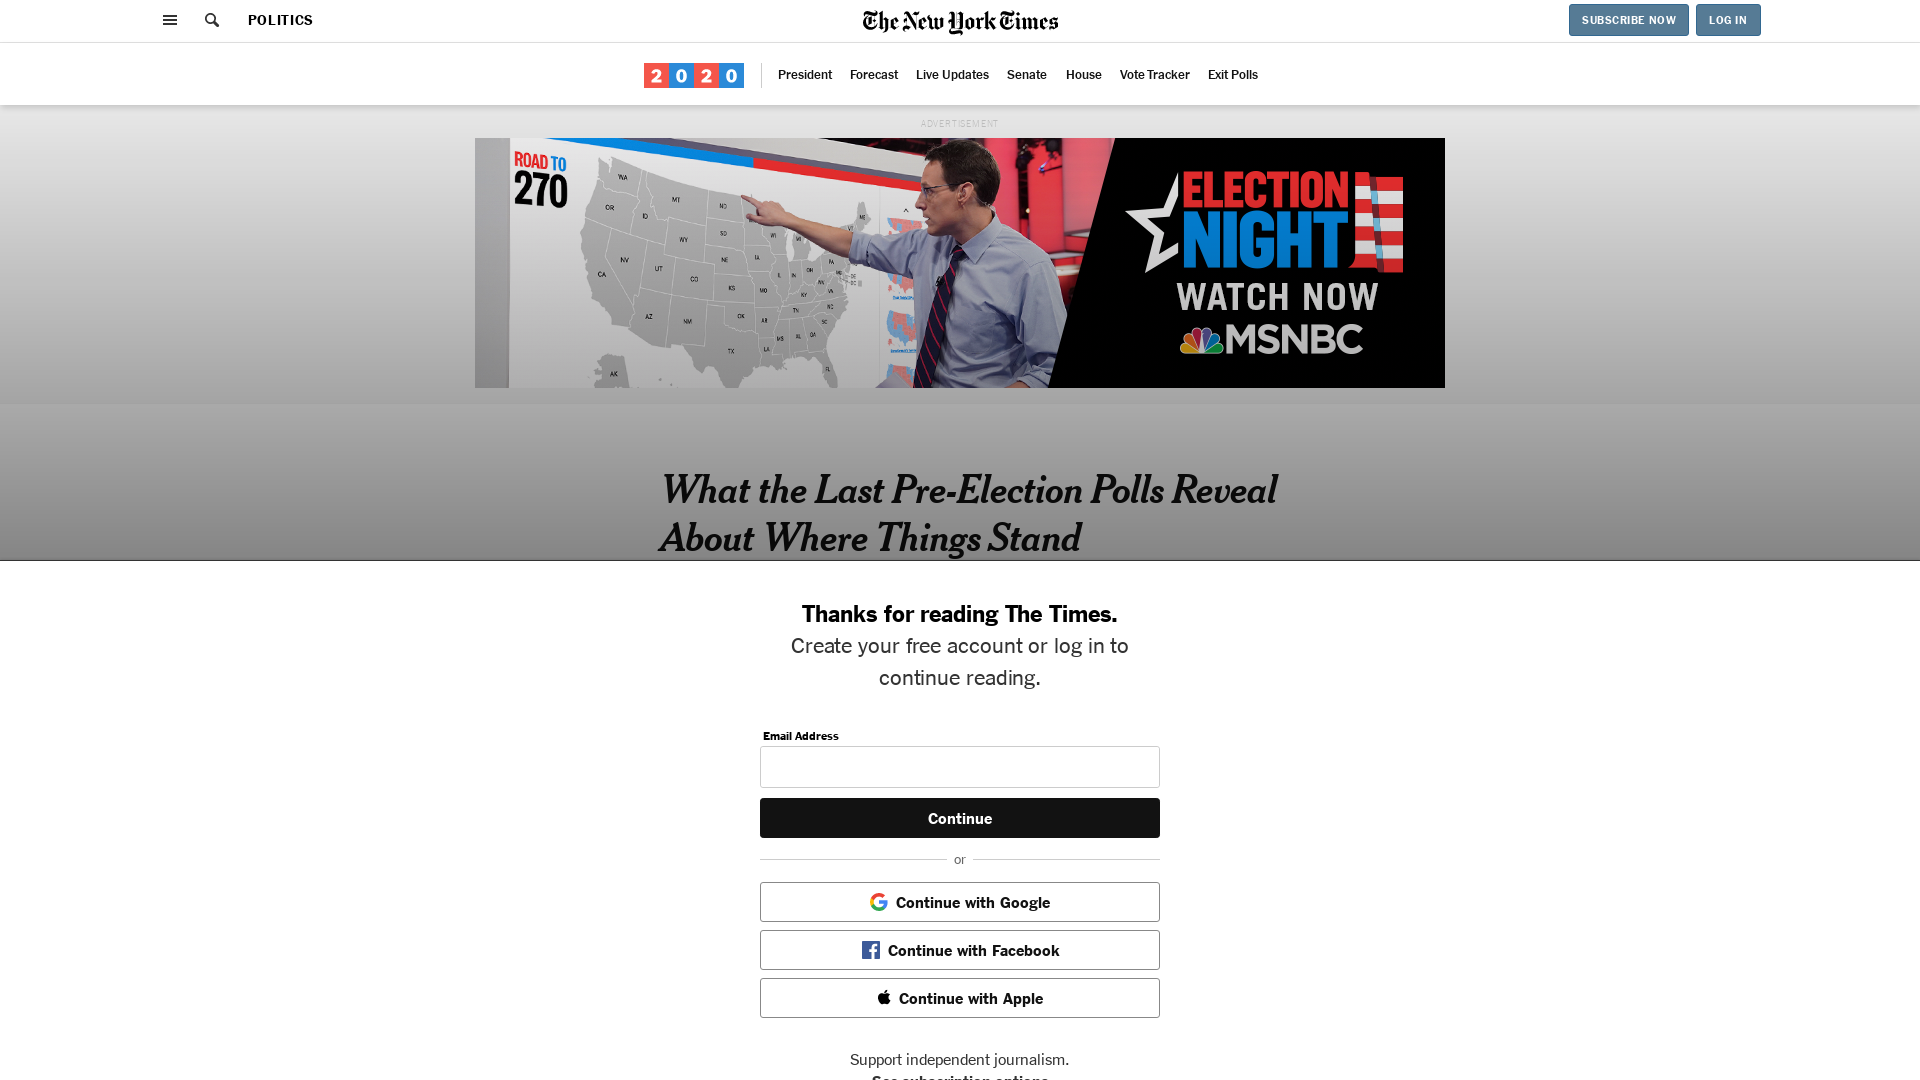 POLITICS
The New York Times
SUBSCRIBE NOW
LOG IN
2020
President
Forecast
Live Updates
Senate
House
Vote Tracker
Exit Polls
ADVERTISEMENT
ROAD TO
270
WA
OR
ID
MT
ND
SD
WY
NV
UT
CA
CO
NE
KS
AZ
NM
OK
TX
IA
MO
AR
LA
WI
MI
IL
IN
OH
KY
TN
MS
AL
GA
FL
SC
NC
VA
WV
PA
ME
AK
ELECTION
NIGHT
WATCH NOW
MSNBC
What the Last Pre-Election Polls Reveal
About Where Things Stand
Thanks for reading The Times.
Create your free account or log in to
continue reading.
Email Address
Continue
or
Continue with Google
Continue with Facebook
Continue with Apple
Support independent journalism.
See subscription options